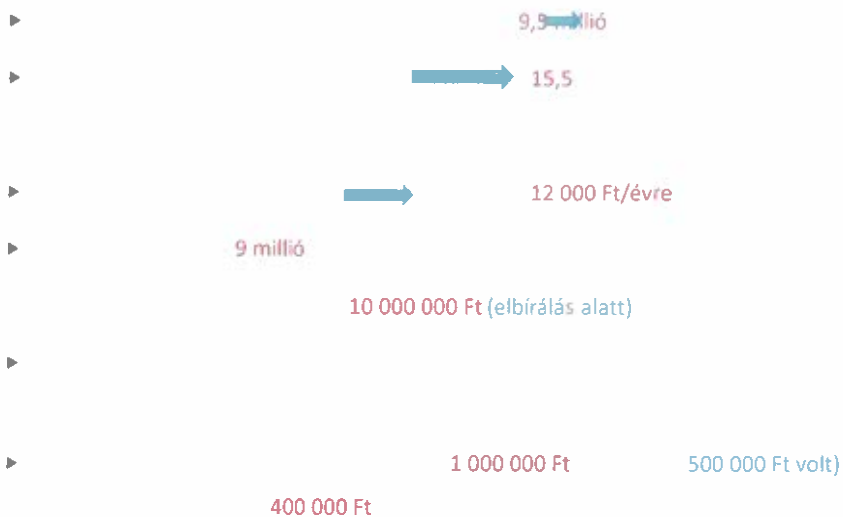 15,5
12 000 Ft/évre
9 millió
10 000 000 Ft (elbírálás alatt)
1 000 000 Ft 500 000 Ft volt)
400 000 Ft